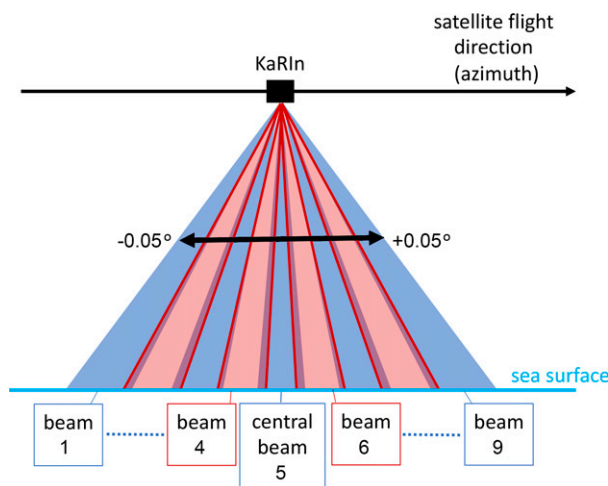 satellite flight
direction
(azimuth)
KaRIn
-0.05°
+0.05°
sea surface
beam
1
beam
4
central
beam
5
beam
6
beam
9